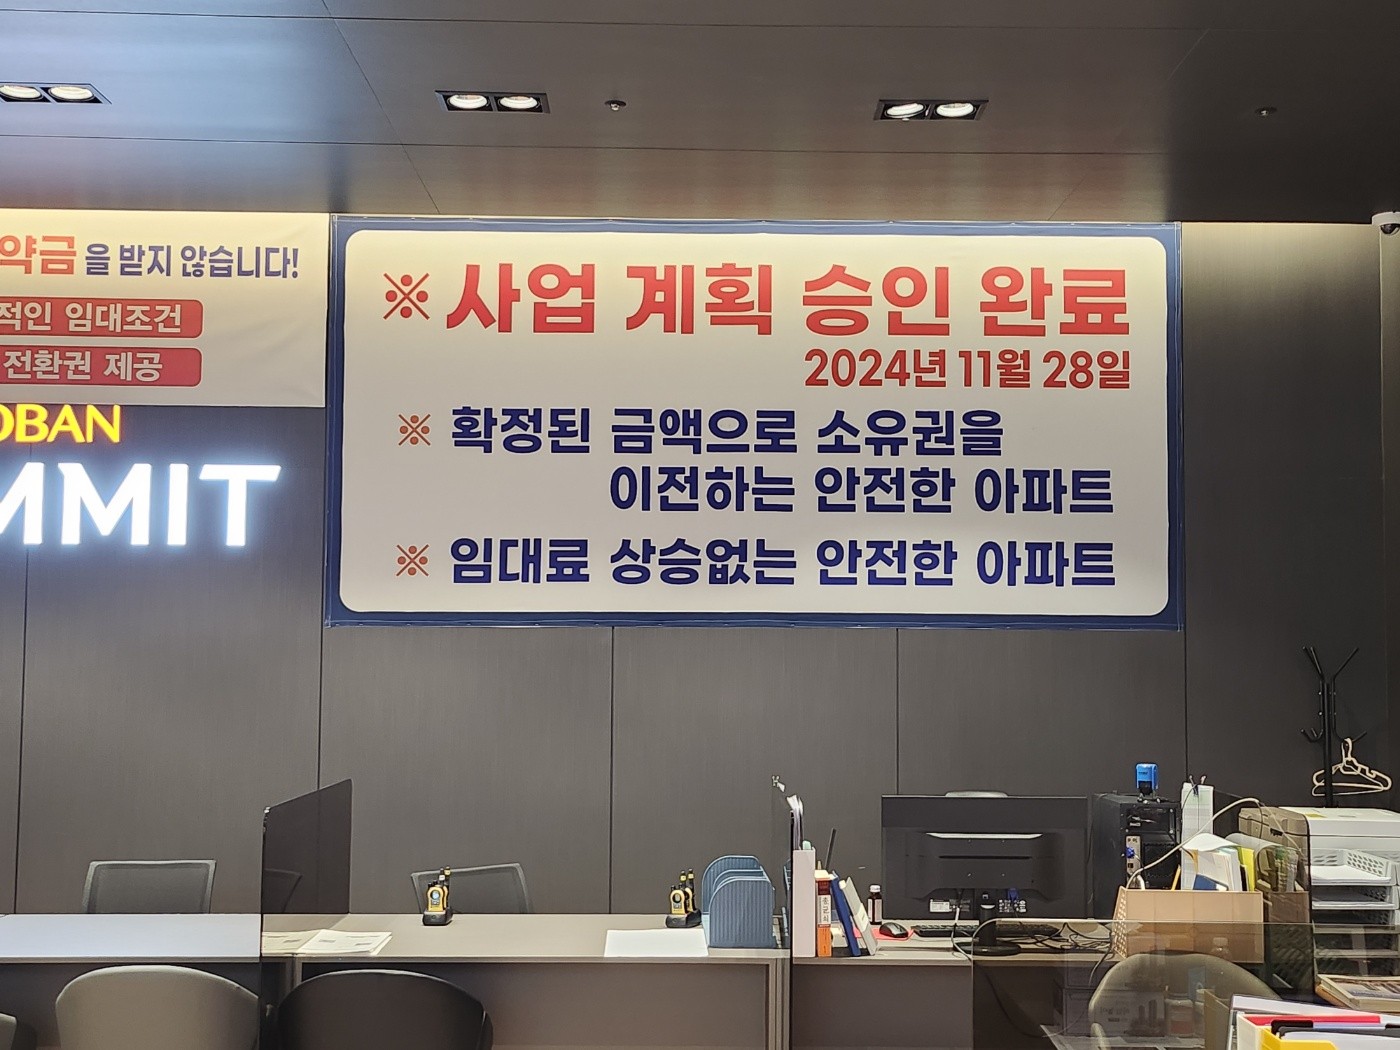 약금을 받지 않습니다!
적인 임대조건
전환권 제공
OBAN
MMIT
※사업 계획 승인 완료
2024년 11월 28일
※ 확정된 금액으로 소유권을
이전하는 안전한 아파트
※ 임대료 상승없는 안전한 아파트